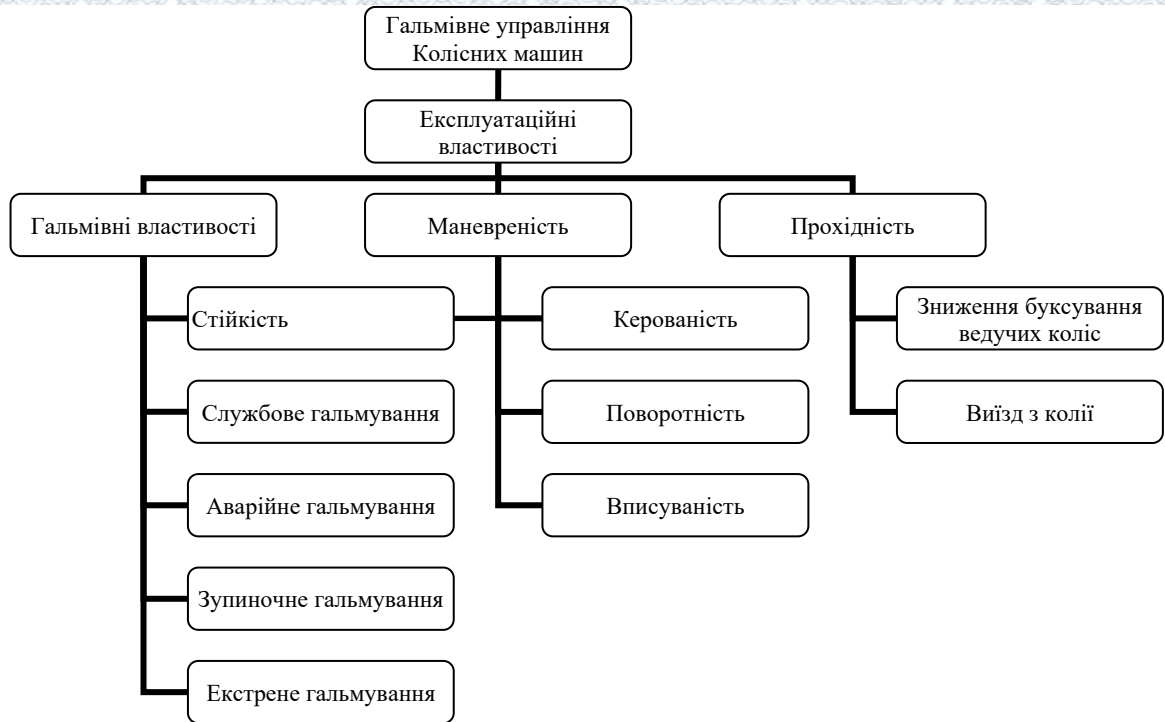 Гальмівне управління
Колісних машин
Експлуатаційні
властивості
Гальмівні властивості
Маневреність
Прохідність
Стійкість
Керованість
Зниження буксування
ведучих коліс
Службове гальмування
Поворотність
Виїзд з колії
Аварійне гальмування
Вписуваність
Зупиночне гальмування
Екстрене гальмування